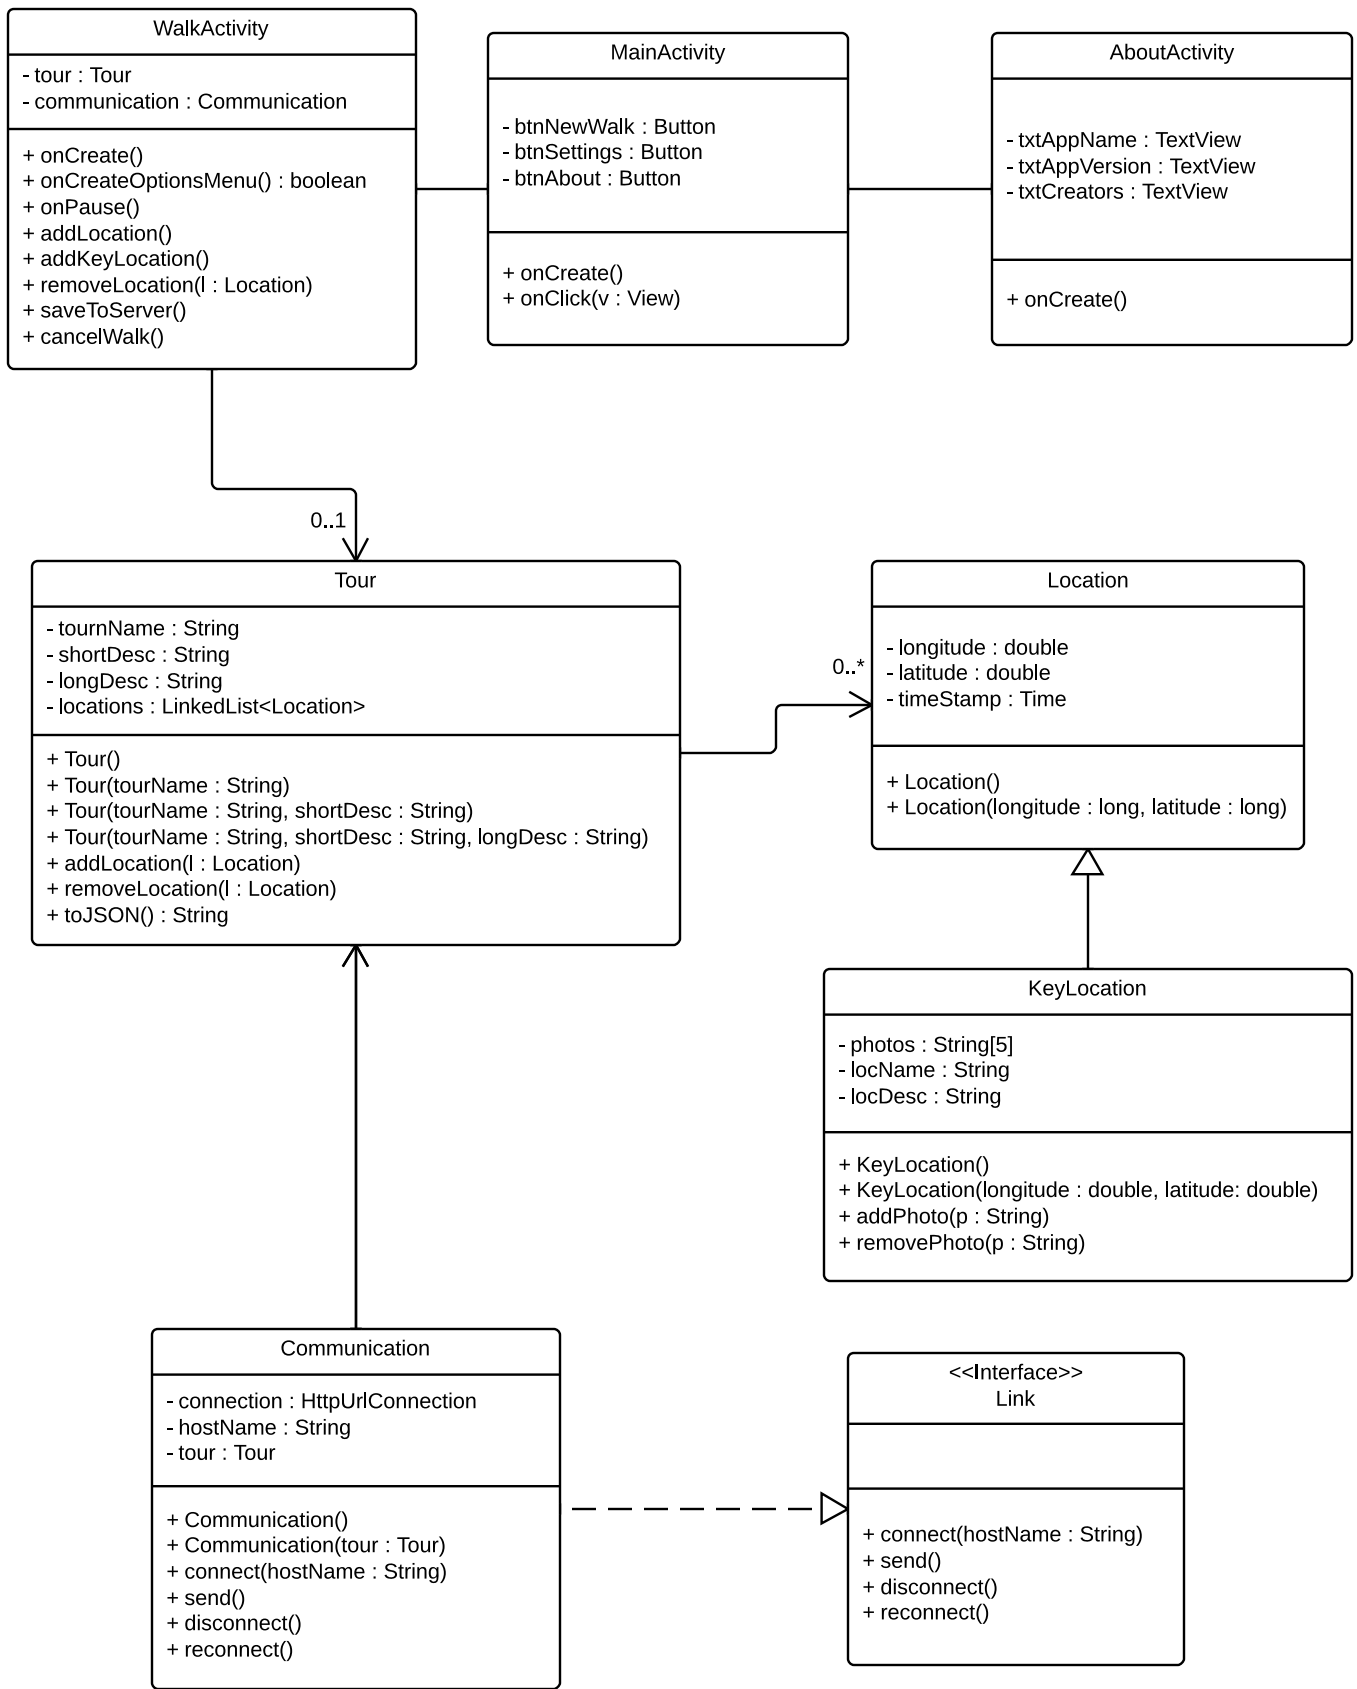 WalkActivity
- tour : Tour
- communication : Communication
+ onCreate()
+ onCreateOptionsMenu() : boolean
+ onPause()
+ addLocation()
+ addKeyLocation()
+ removeLocation(l : Location)
+ saveToServer()
+ cancelWalk()
MainActivity
- btnNewWalk : Button
- btnSettings : Button
- btnAbout : Button
+ onCreate()
+ onClick(v : View)
AboutActivity
- txtAppName : TextView
- txtAppVersion : TextView
- txtCreators : TextView
+ onCreate()
0..1
Tour
- tournName : String
- shortDesc : String
- longDesc : String
- locations : LinkedList<Location>
+ Tour()
+ Tour(tourName : String)
+ Tour(tourName : String, shortDesc : String)
+ Tour(tourName : String, shortDesc : String, longDesc : String)
+ addLocation(l : Location)
+ removeLocation(l : Location)
+ toJSON() : String
0..*
Location
- longitude : double
- latitude : double
- timeStamp : Time
+ Location()
+ Location(longitude : long, latitude : long)
KeyLocation
- photos : String[5]
- locName : String
- locDesc : String
+ KeyLocation()
+ KeyLocation(longitude : double, latitude: double)
+ addPhoto(p : String)
+ removePhoto(p : String)
Communication
- connection : HttpUrlConnection
- hostName : String
- tour : Tour
+ Communication()
+ Communication(tour : Tour)
+ connect(hostName : String)
+ send()
+ disconnect()
+ reconnect()
<<Interface>>
Link
+ connect(hostName : String)
+ send()
+ disconnect()
+ reconnect()